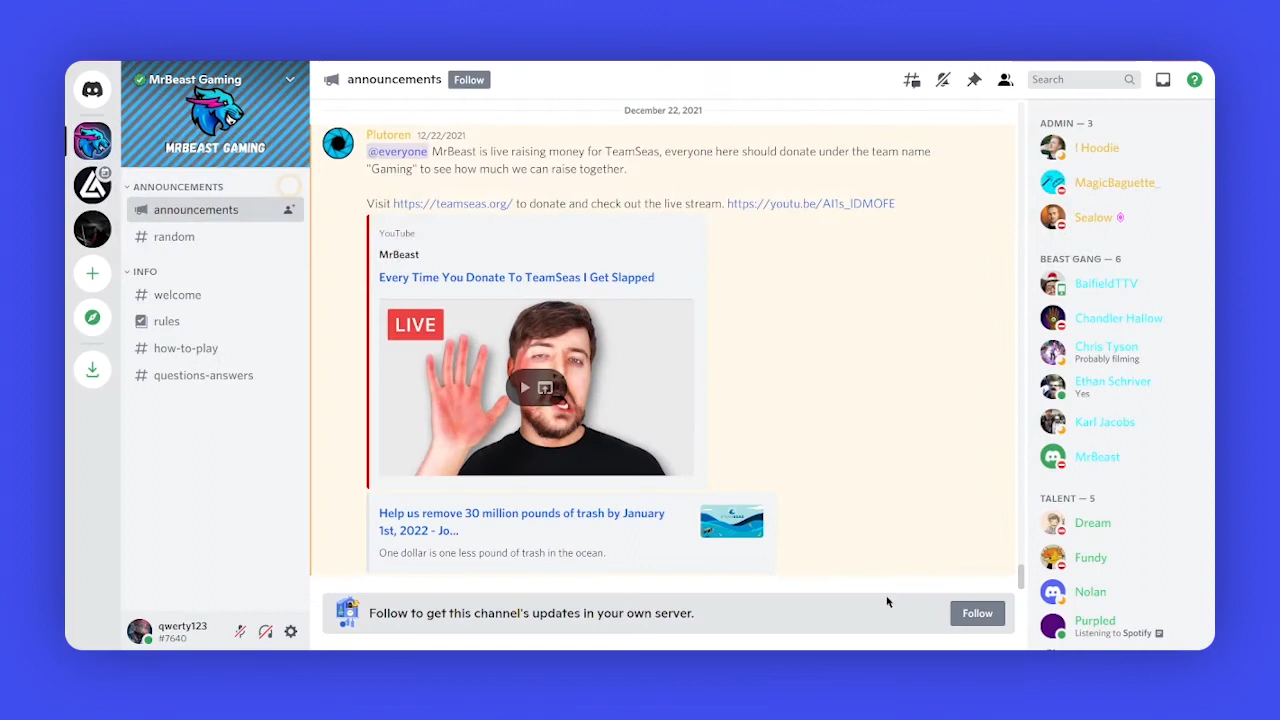 MrBeast Gaming
MRBEAST GAMING
ANNOUNCEMENTS
announcements
random
INFO
welcome
rules
how-to-play
questions-answers
qwerty123
#7640
announcements Follow
Search
December 22, 2021
Plutoren 12/22/2021
@everyone MrBeast is live raising money for TeamSeas, everyone here should donate under the team name
"Gaming" to see how much we can raise together.
Visit https://teamseas.org/ to donate and check out the live stream. https://youtu.be/AI1s_IDMOFE
YouTube
MrBeast
Every Time You Donate To TeamSeas I Get Slapped
LIVE
Help us remove 30 million pounds of trash by January
1st, 2022 - Jo...
One dollar is one less pound of trash in the ocean.
Follow to get this channel's updates in your own server.
Follow
ADMIN — 3
! Hoodie
MagicBaguette_
Sealow
BEAST GANG — 6
BaifieldTTV
Chandler Hallow
Chris Tyson
Probably filming
Ethan Schriver
Yes
Karl Jacobs
MrBeast
TALENT — 5
Dream
Fundy
Nolan
Purpled
Listening to Spotify